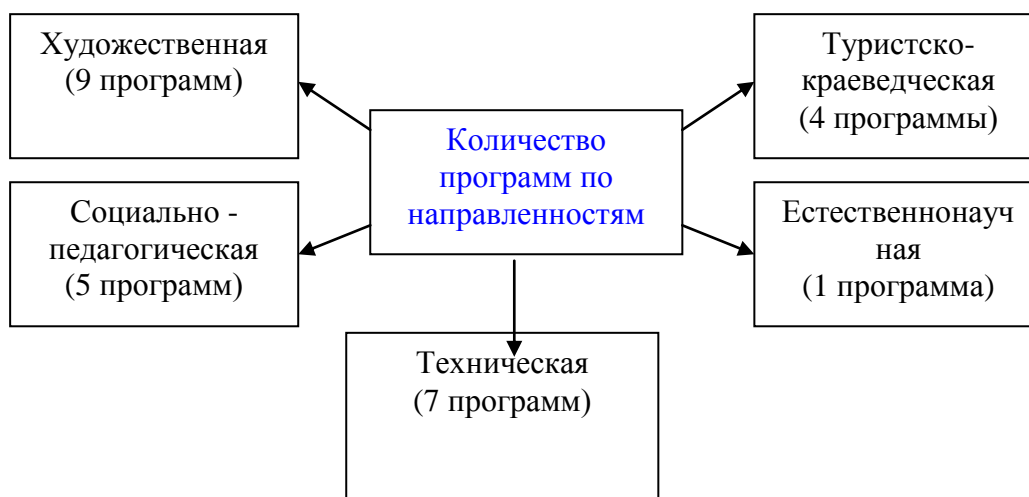 Художественная
(9 программ)
Туристско-
краеведческая
(4 программы)
Количество
программ по
направленностям
Социально -
педагогическая
(5 программ)
Естественнонауч
ная
(1 программа)
Техническая
(7 программ)